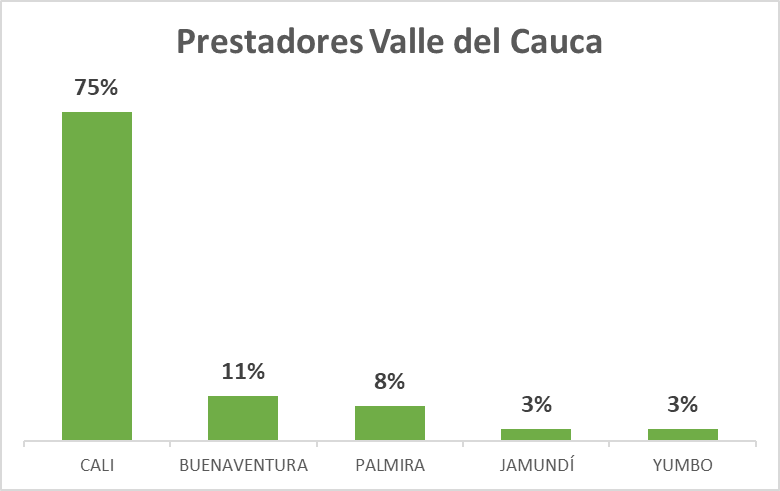 Prestadores Valle del Cauca
75%
11%
8%
3%
3%
CALI
BUENAVENTURA
PALMIRA
JAMUNDÍ
YUMBO